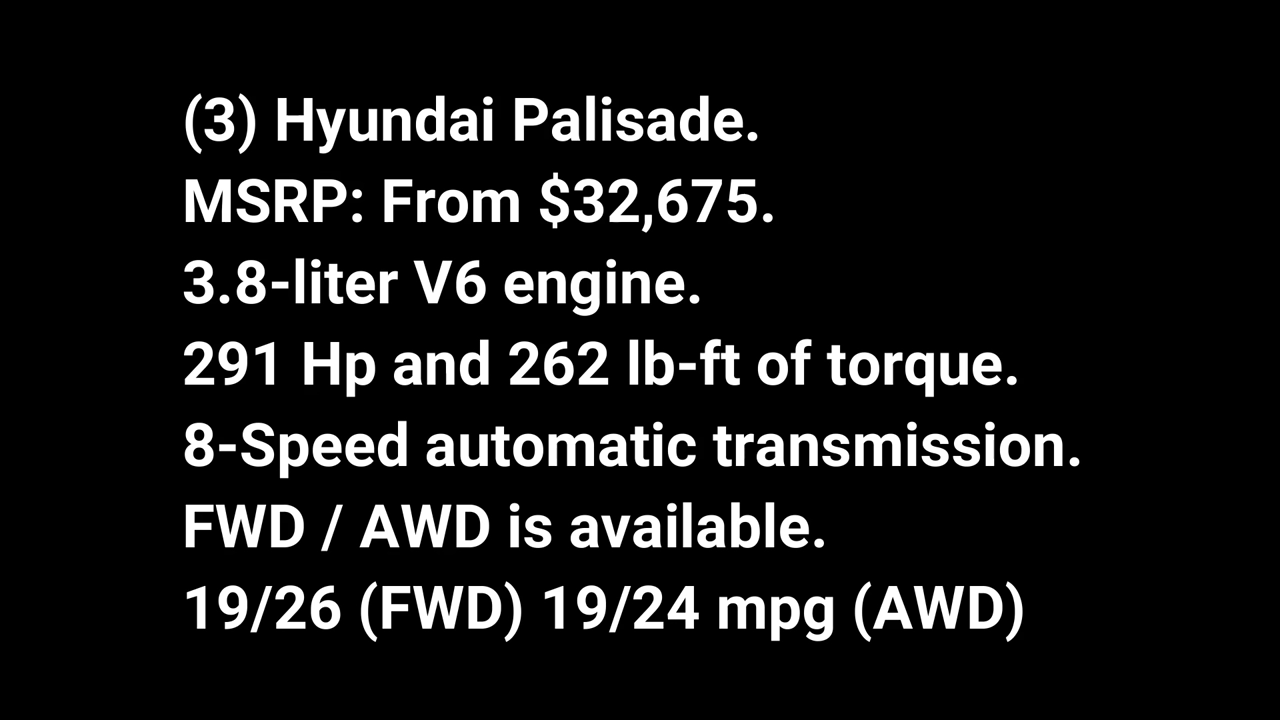 (3) Hyundai Palisade.
MSRP: From $32,675.
3.8-liter V6 engine.
291 Hp and 262 lb-ft of torque.
8-Speed automatic transmission.
FWD / AWD is available.
19/26 (FWD) 19/24 mpg (AWD)